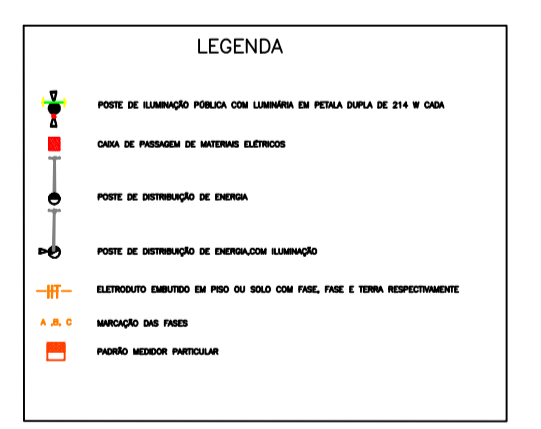 LEGENDA
POSTE DE ILUMINAÇÃO PÓBLICA COM LUMINÁRIA EM PETALA DUPLA DE 214 W CADA
CAIXA DE PASSAGEM DE MATERIAIS ELÉTRICOS
POSTE DE DISTRIBUIÇÃO DE ENERGIA
POSTE DE DISTRIBUIÇÃO DE ENERGIA,COM ILUMINAÇÃO
ELETRODUTO EMBUTIDO EM PISO OU SOLO COM FASE, FASE E TERRA RESPECTIVAMENTE
A ,B, C MARCAÇÃO DAS FASES
PADRÃO MEDIDOR PARTICULAR